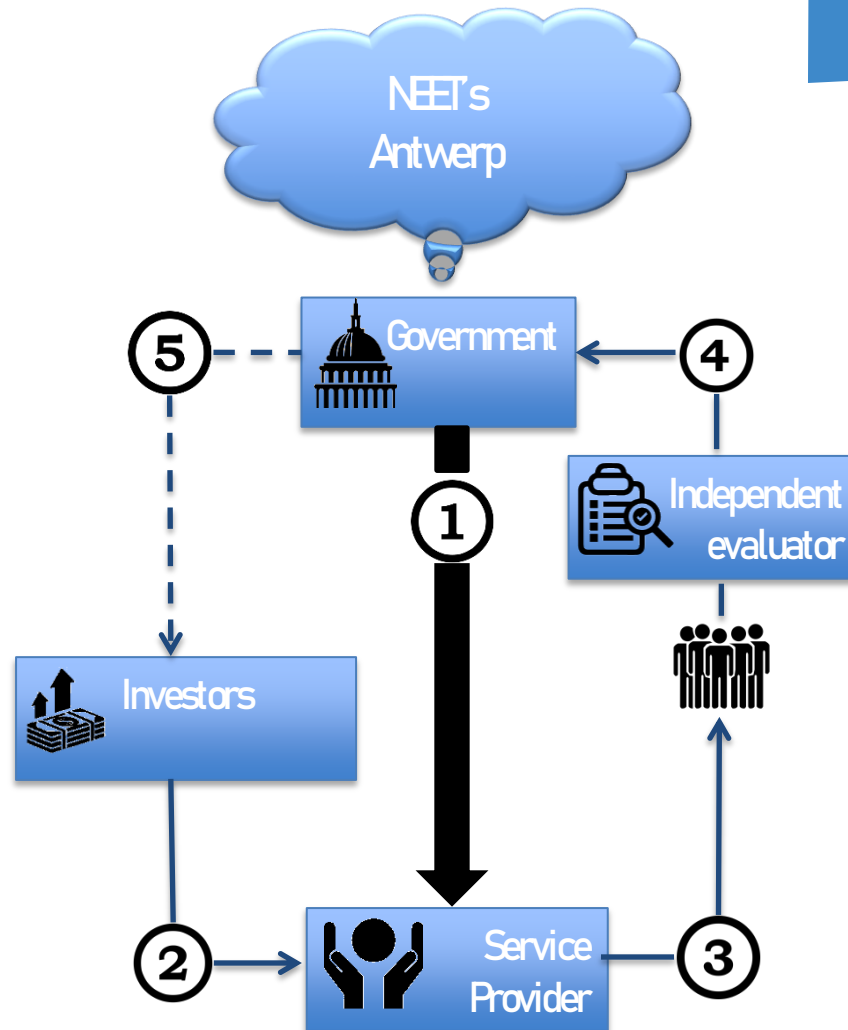 NEET's
Antwerp
Government
5
4
1
Independent
evaluator
Investors
2
3
Service
Provider